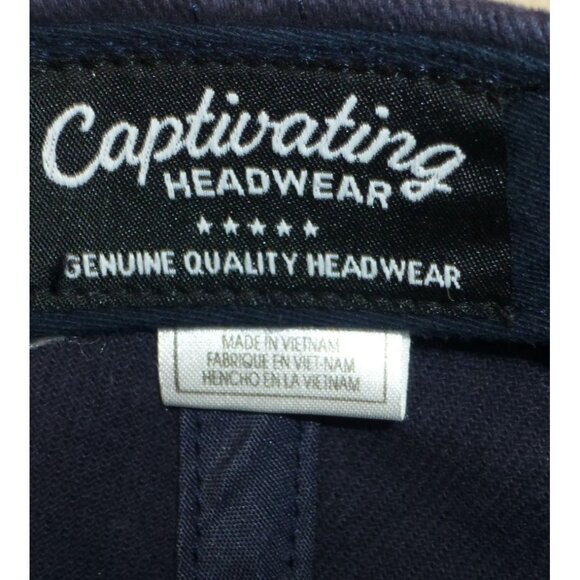 Captivating
HEADWEAR
★★★★★
GENUINE QUALITY HEADWEAR
MADE IN VIETNAM
FABRIQUE EN VIET-NAM
HENCHO EN LA VIETNAM